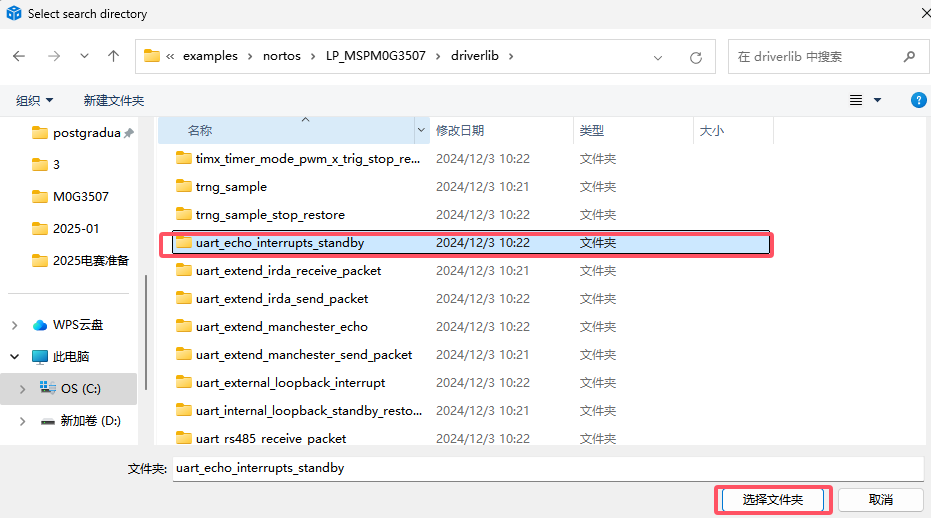 Select search directory
« examples › nortos › LP_MSPM0G3507 › driverlib ›
在 driverlib 中搜索
组织 新建文件夹
postgradua
3
M0G3507
2025-01
2025电赛准备
WPS云盘
此电脑
OS (C:)
新加卷 (D:)
名称 修改日期 类型 大小
timx_timer_mode_pwm_x_trig_stop_re... 2024/12/3 10:22 文件夹
trng_sample 2024/12/3 10:21 文件夹
trng_sample_stop_restore 2024/12/3 10:22 文件夹
uart_echo_interrupts_standby 2024/12/3 10:22 文件夹
uart_extend_irda_receive_packet 2024/12/3 10:21 文件夹
uart_extend_irda_send_packet 2024/12/3 10:22 文件夹
uart_extend_manchester_echo 2024/12/3 10:22 文件夹
uart_extend_manchester_send_packet 2024/12/3 10:21 文件夹
uart_external_loopback_interrupt 2024/12/3 10:22 文件夹
uart_internal_loopback_standby_resto... 2024/12/3 10:21 文件夹
uart_rs485_receive_packet 2024/12/3 10:22 文件夹
文件夹: uart_echo_interrupts_standby
选择文件夹 取消